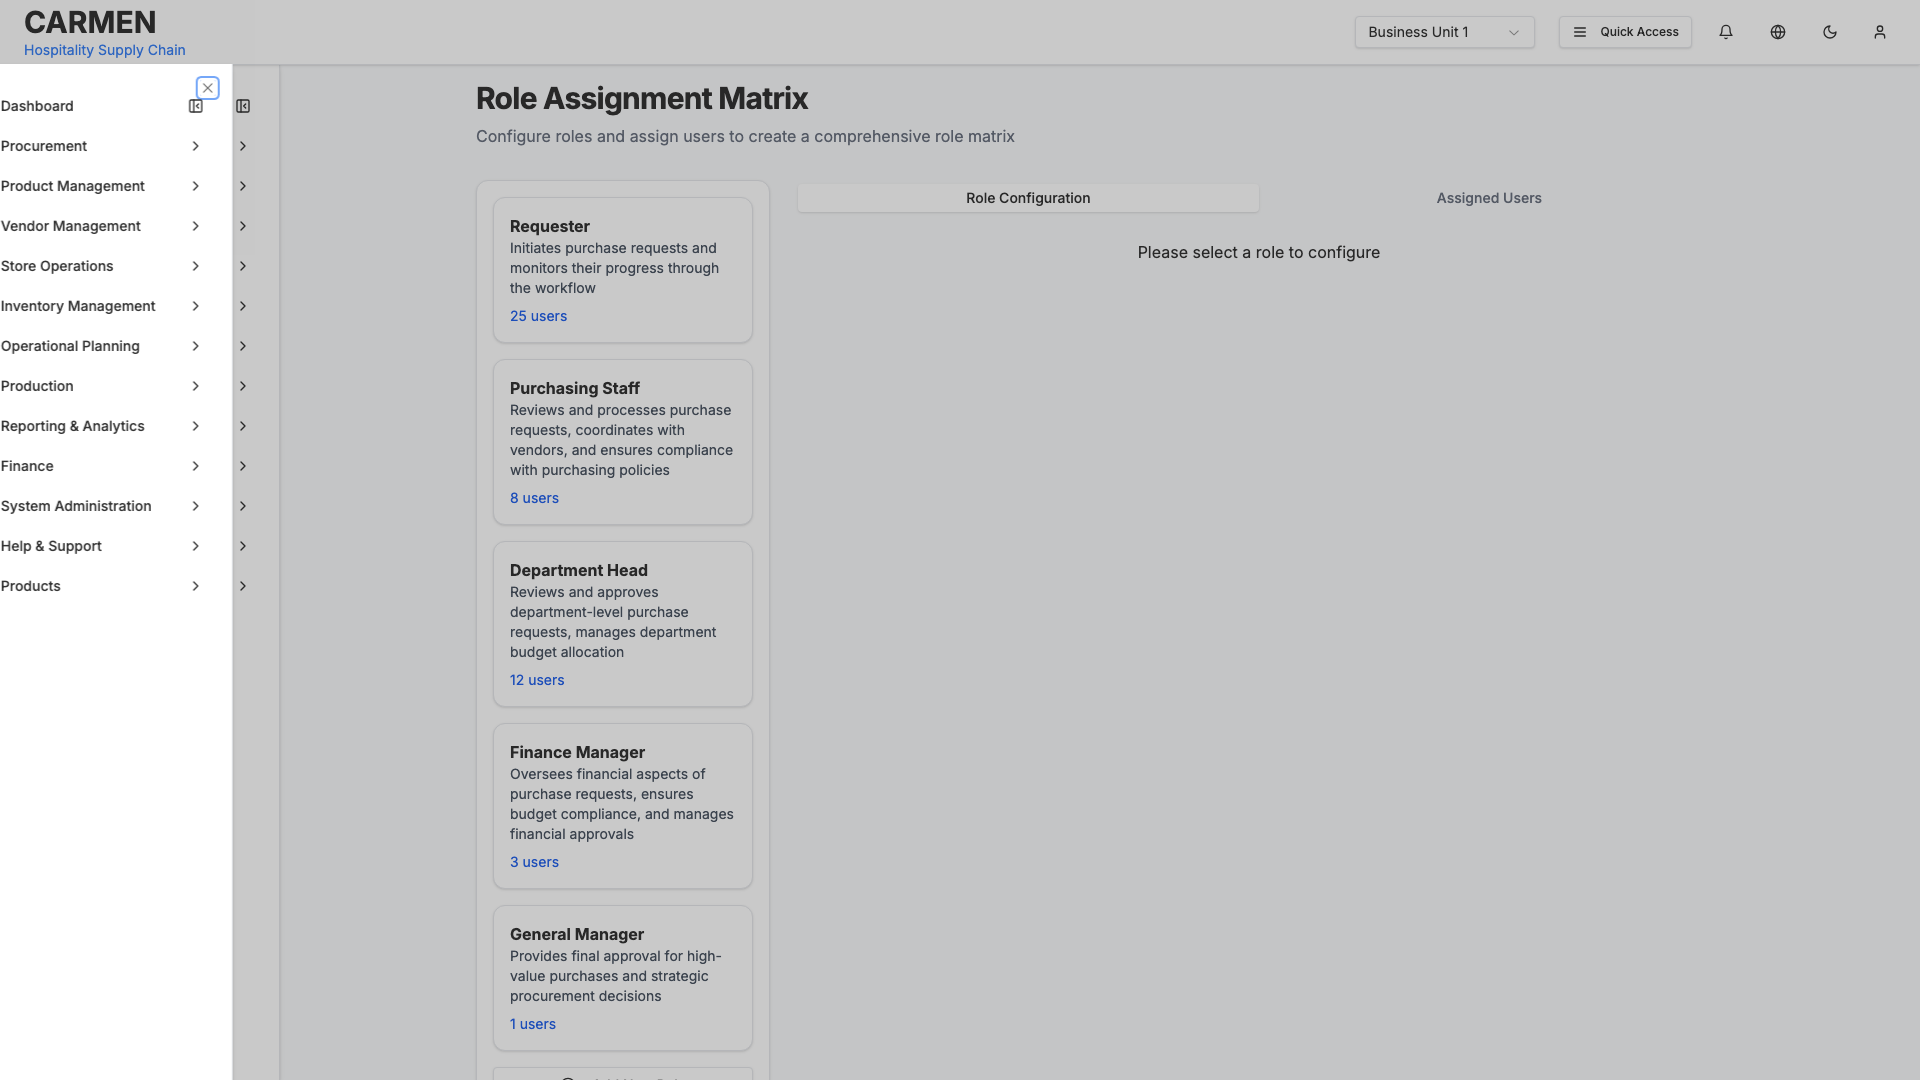 CARMEN
Hospitality Supply Chain
Business Unit 1
Quick Access
Dashboard
Procurement
Product Management
Vendor Management
Store Operations
Inventory Management
Operational Planning
Production
Reporting & Analytics
Finance
System Administration
Help & Support
Products
Role Assignment Matrix
Configure roles and assign users to create a comprehensive role matrix
Requester
Initiates purchase requests and
monitors their progress through
the workflow
25 users
Purchasing Staff
Reviews and processes purchase
requests, coordinates with
vendors, and ensures compliance
with purchasing policies
8 users
Department Head
Reviews and approves
department-level purchase
requests, manages department
budget allocation
12 users
Finance Manager
Oversees financial aspects of
purchase requests, ensures
budget compliance, and manages
financial approvals
3 users
General Manager
Provides final approval for high-
value purchases and strategic
procurement decisions
1 users
Role Configuration
Assigned Users
Please select a role to configure